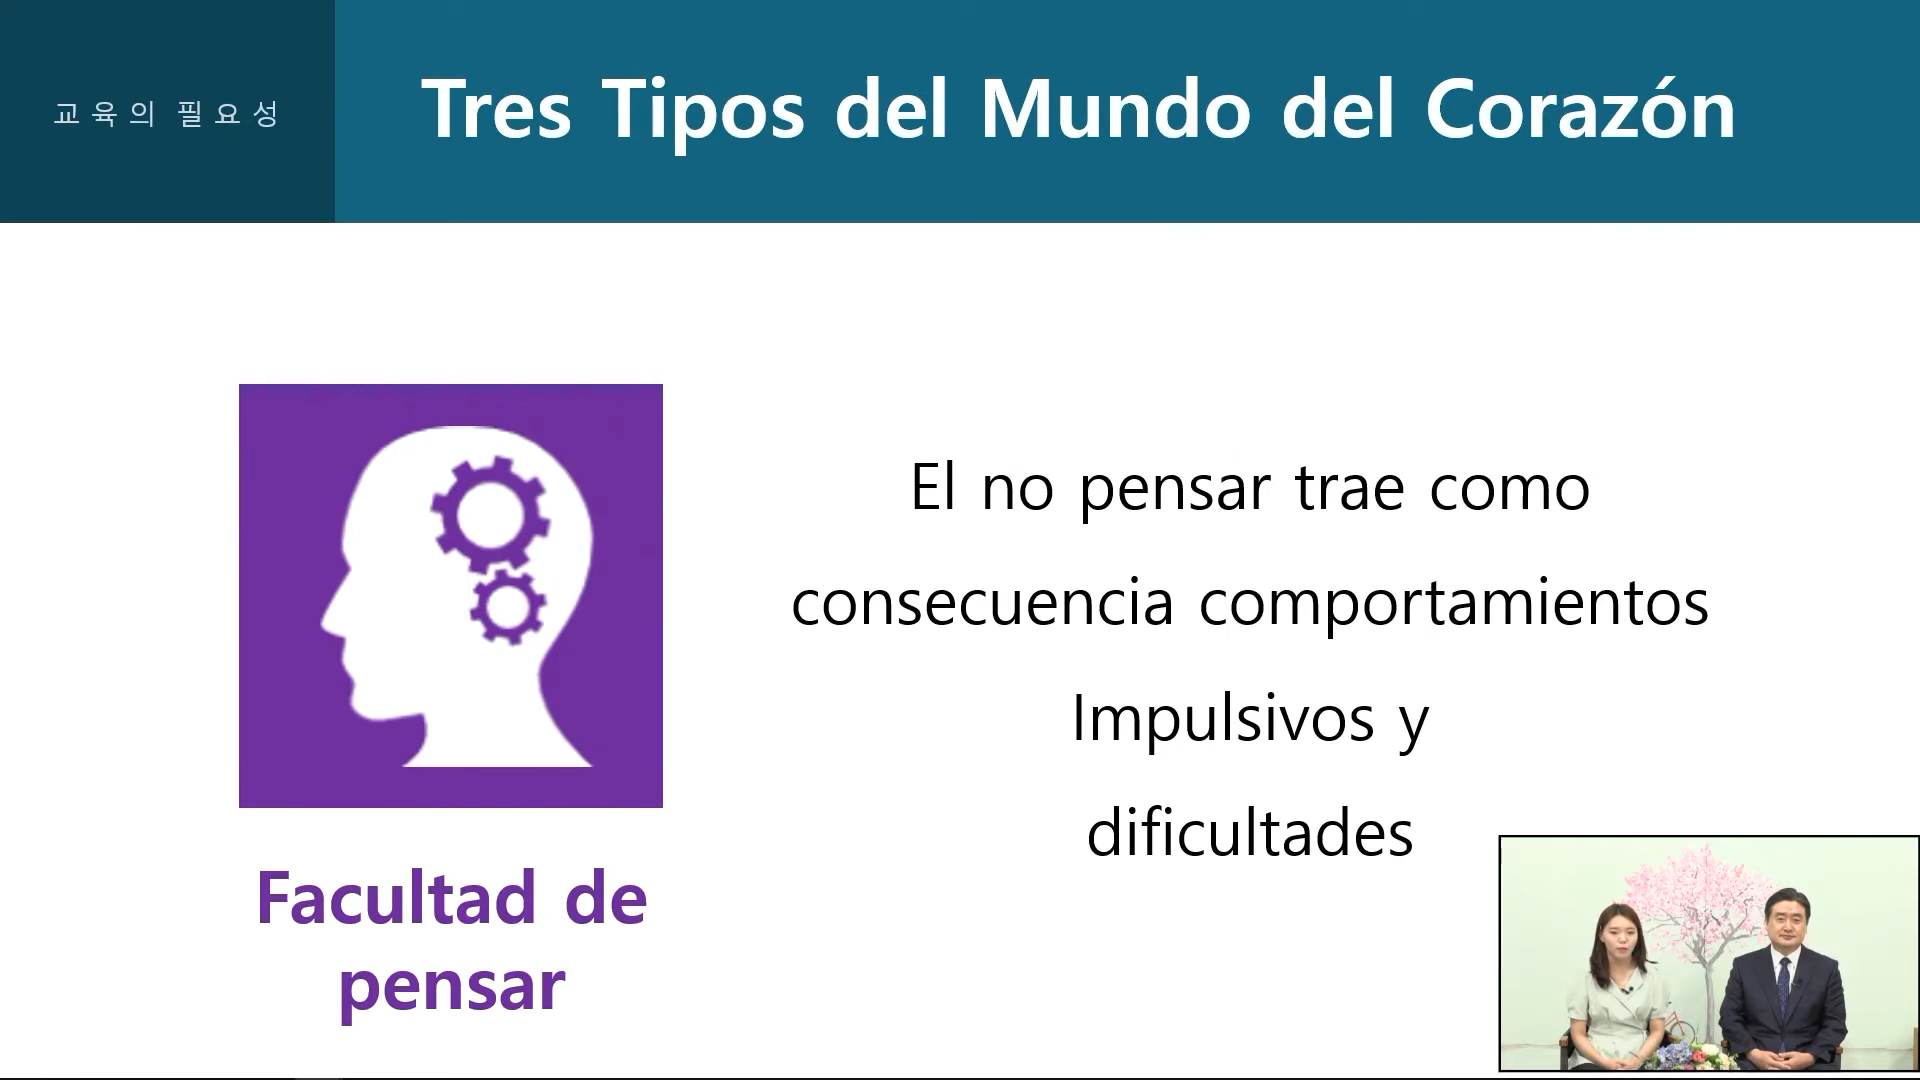 교육의 필요성
Tres Tipos del Mundo del Corazón
El no pensar trae como
consecuencia comportamientos
Impulsivos y
dificultades
Facultad de
pensar